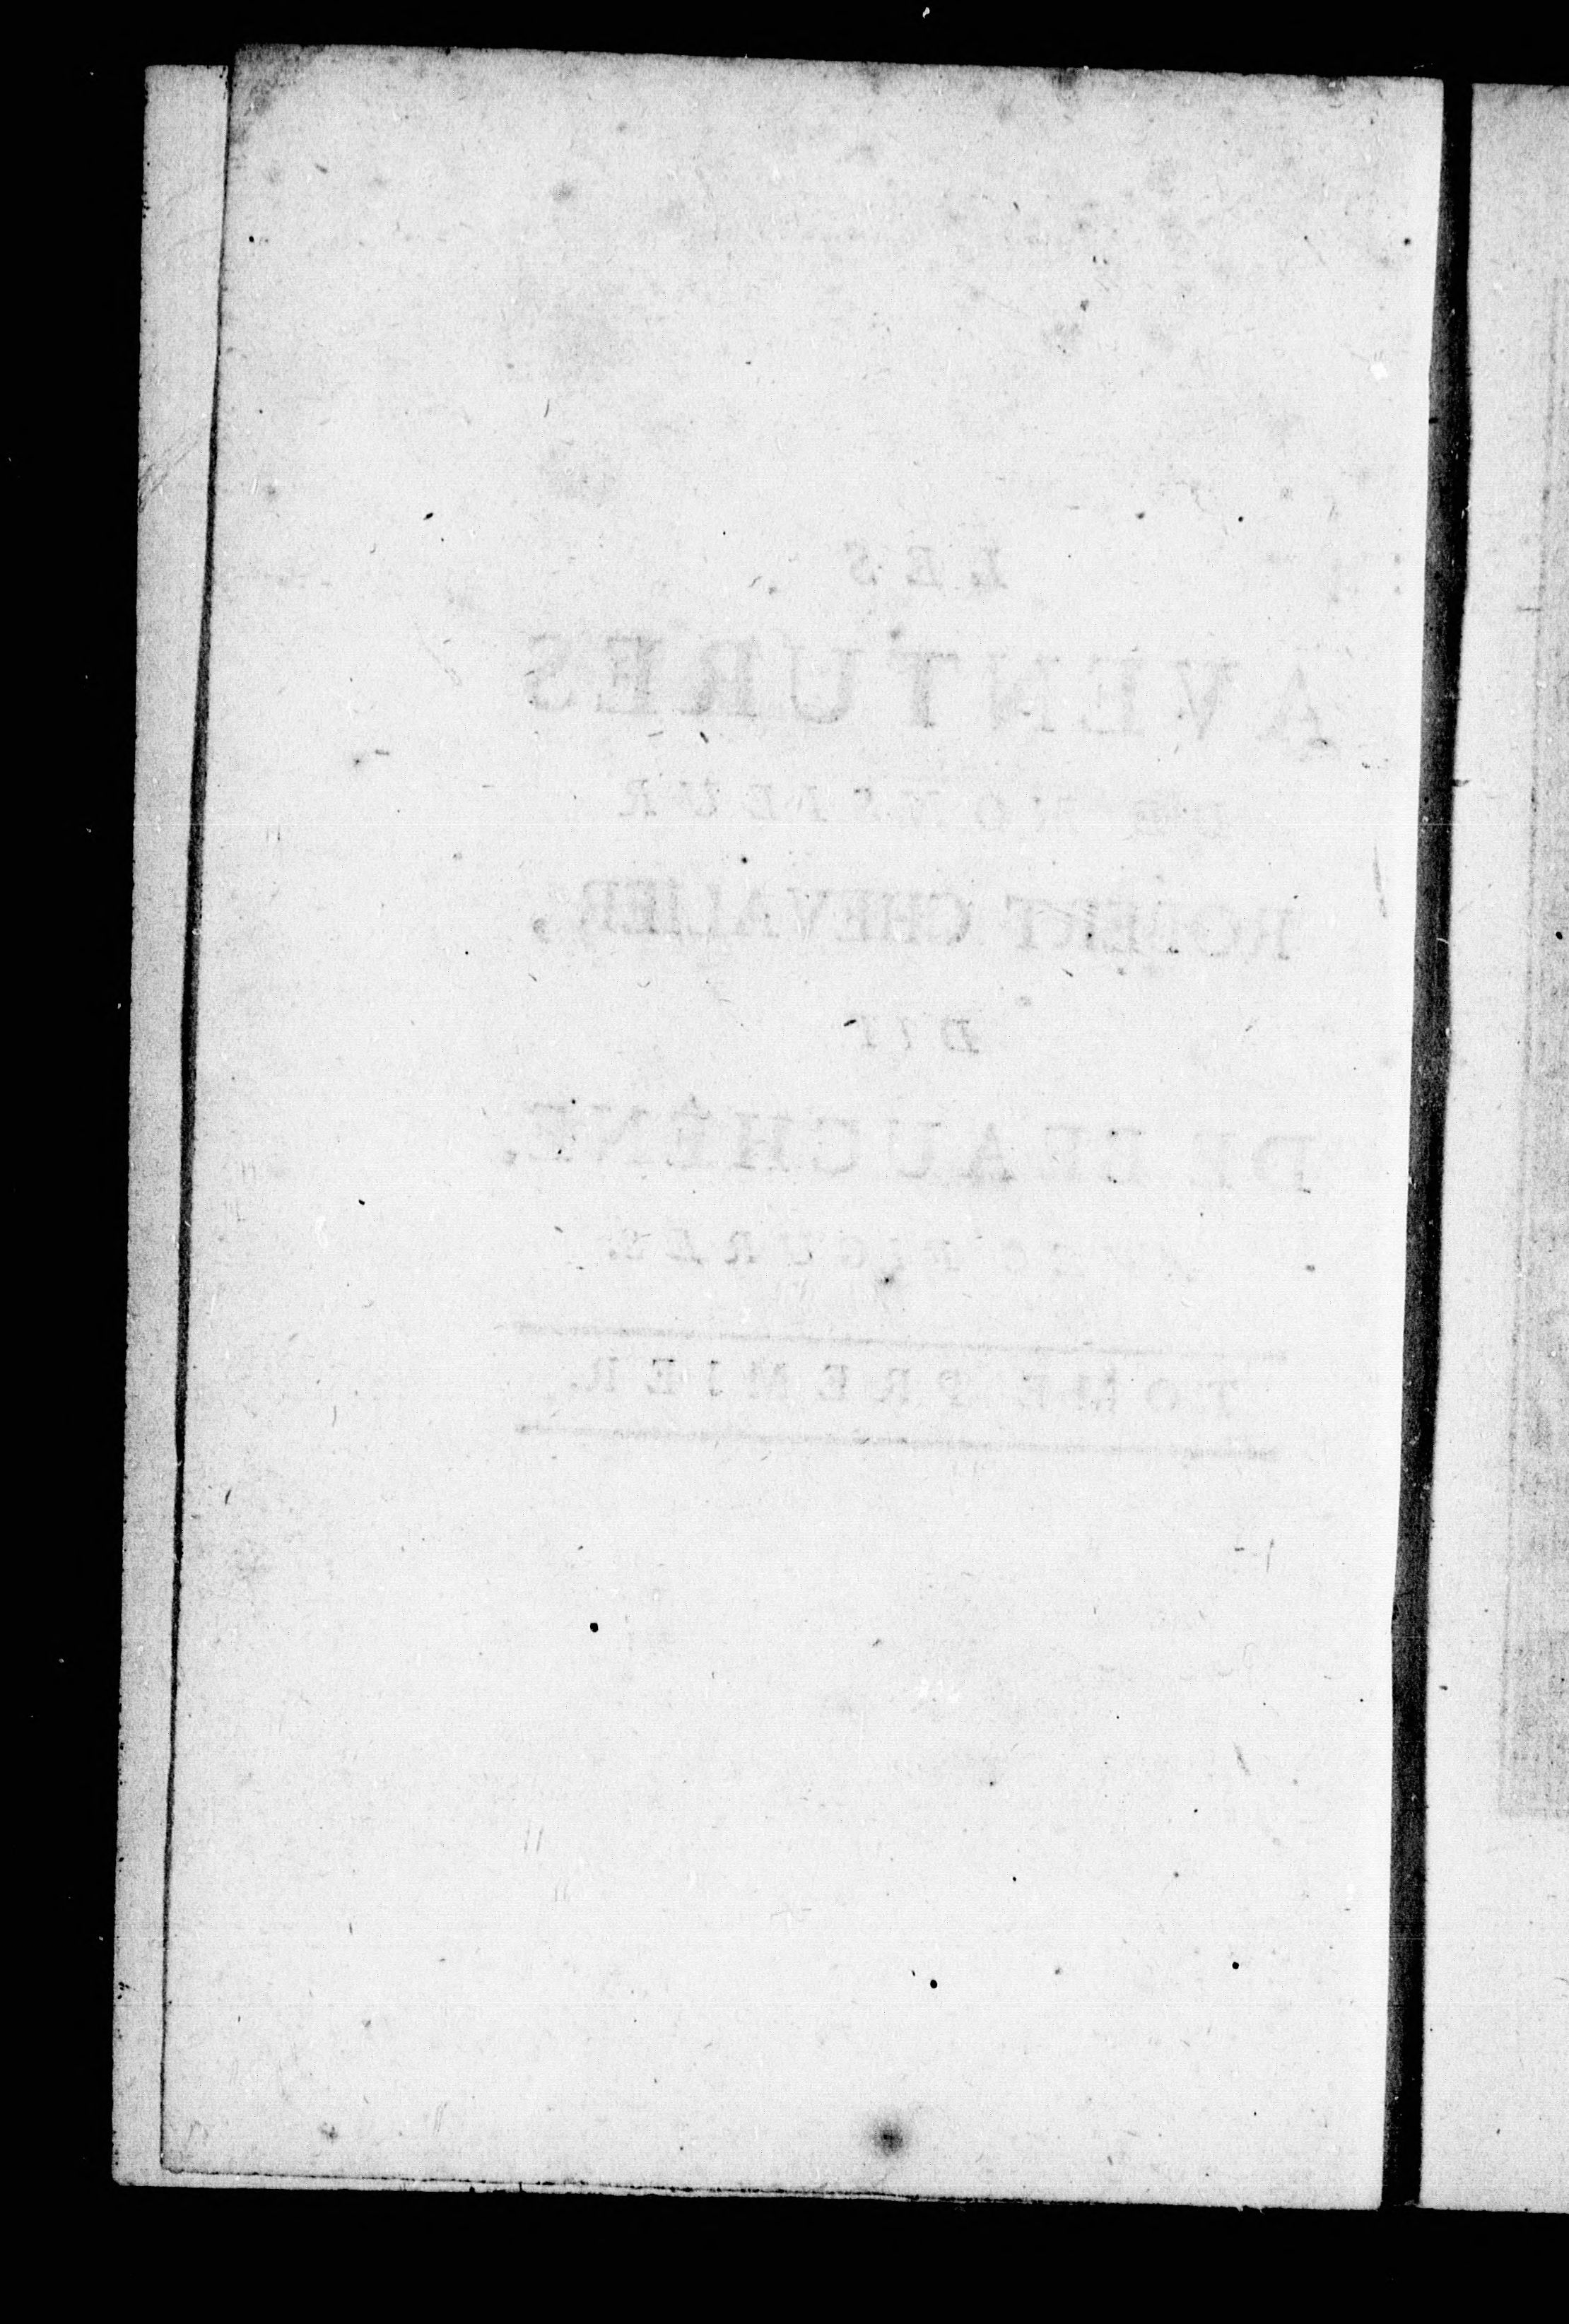 LES
AVENTURES
DE MONSIEUR
ROBERT CHEVALIER,
DIT
DE BEAUCHÊNE.
AVEC FIGURES.
TOME PREMIER.